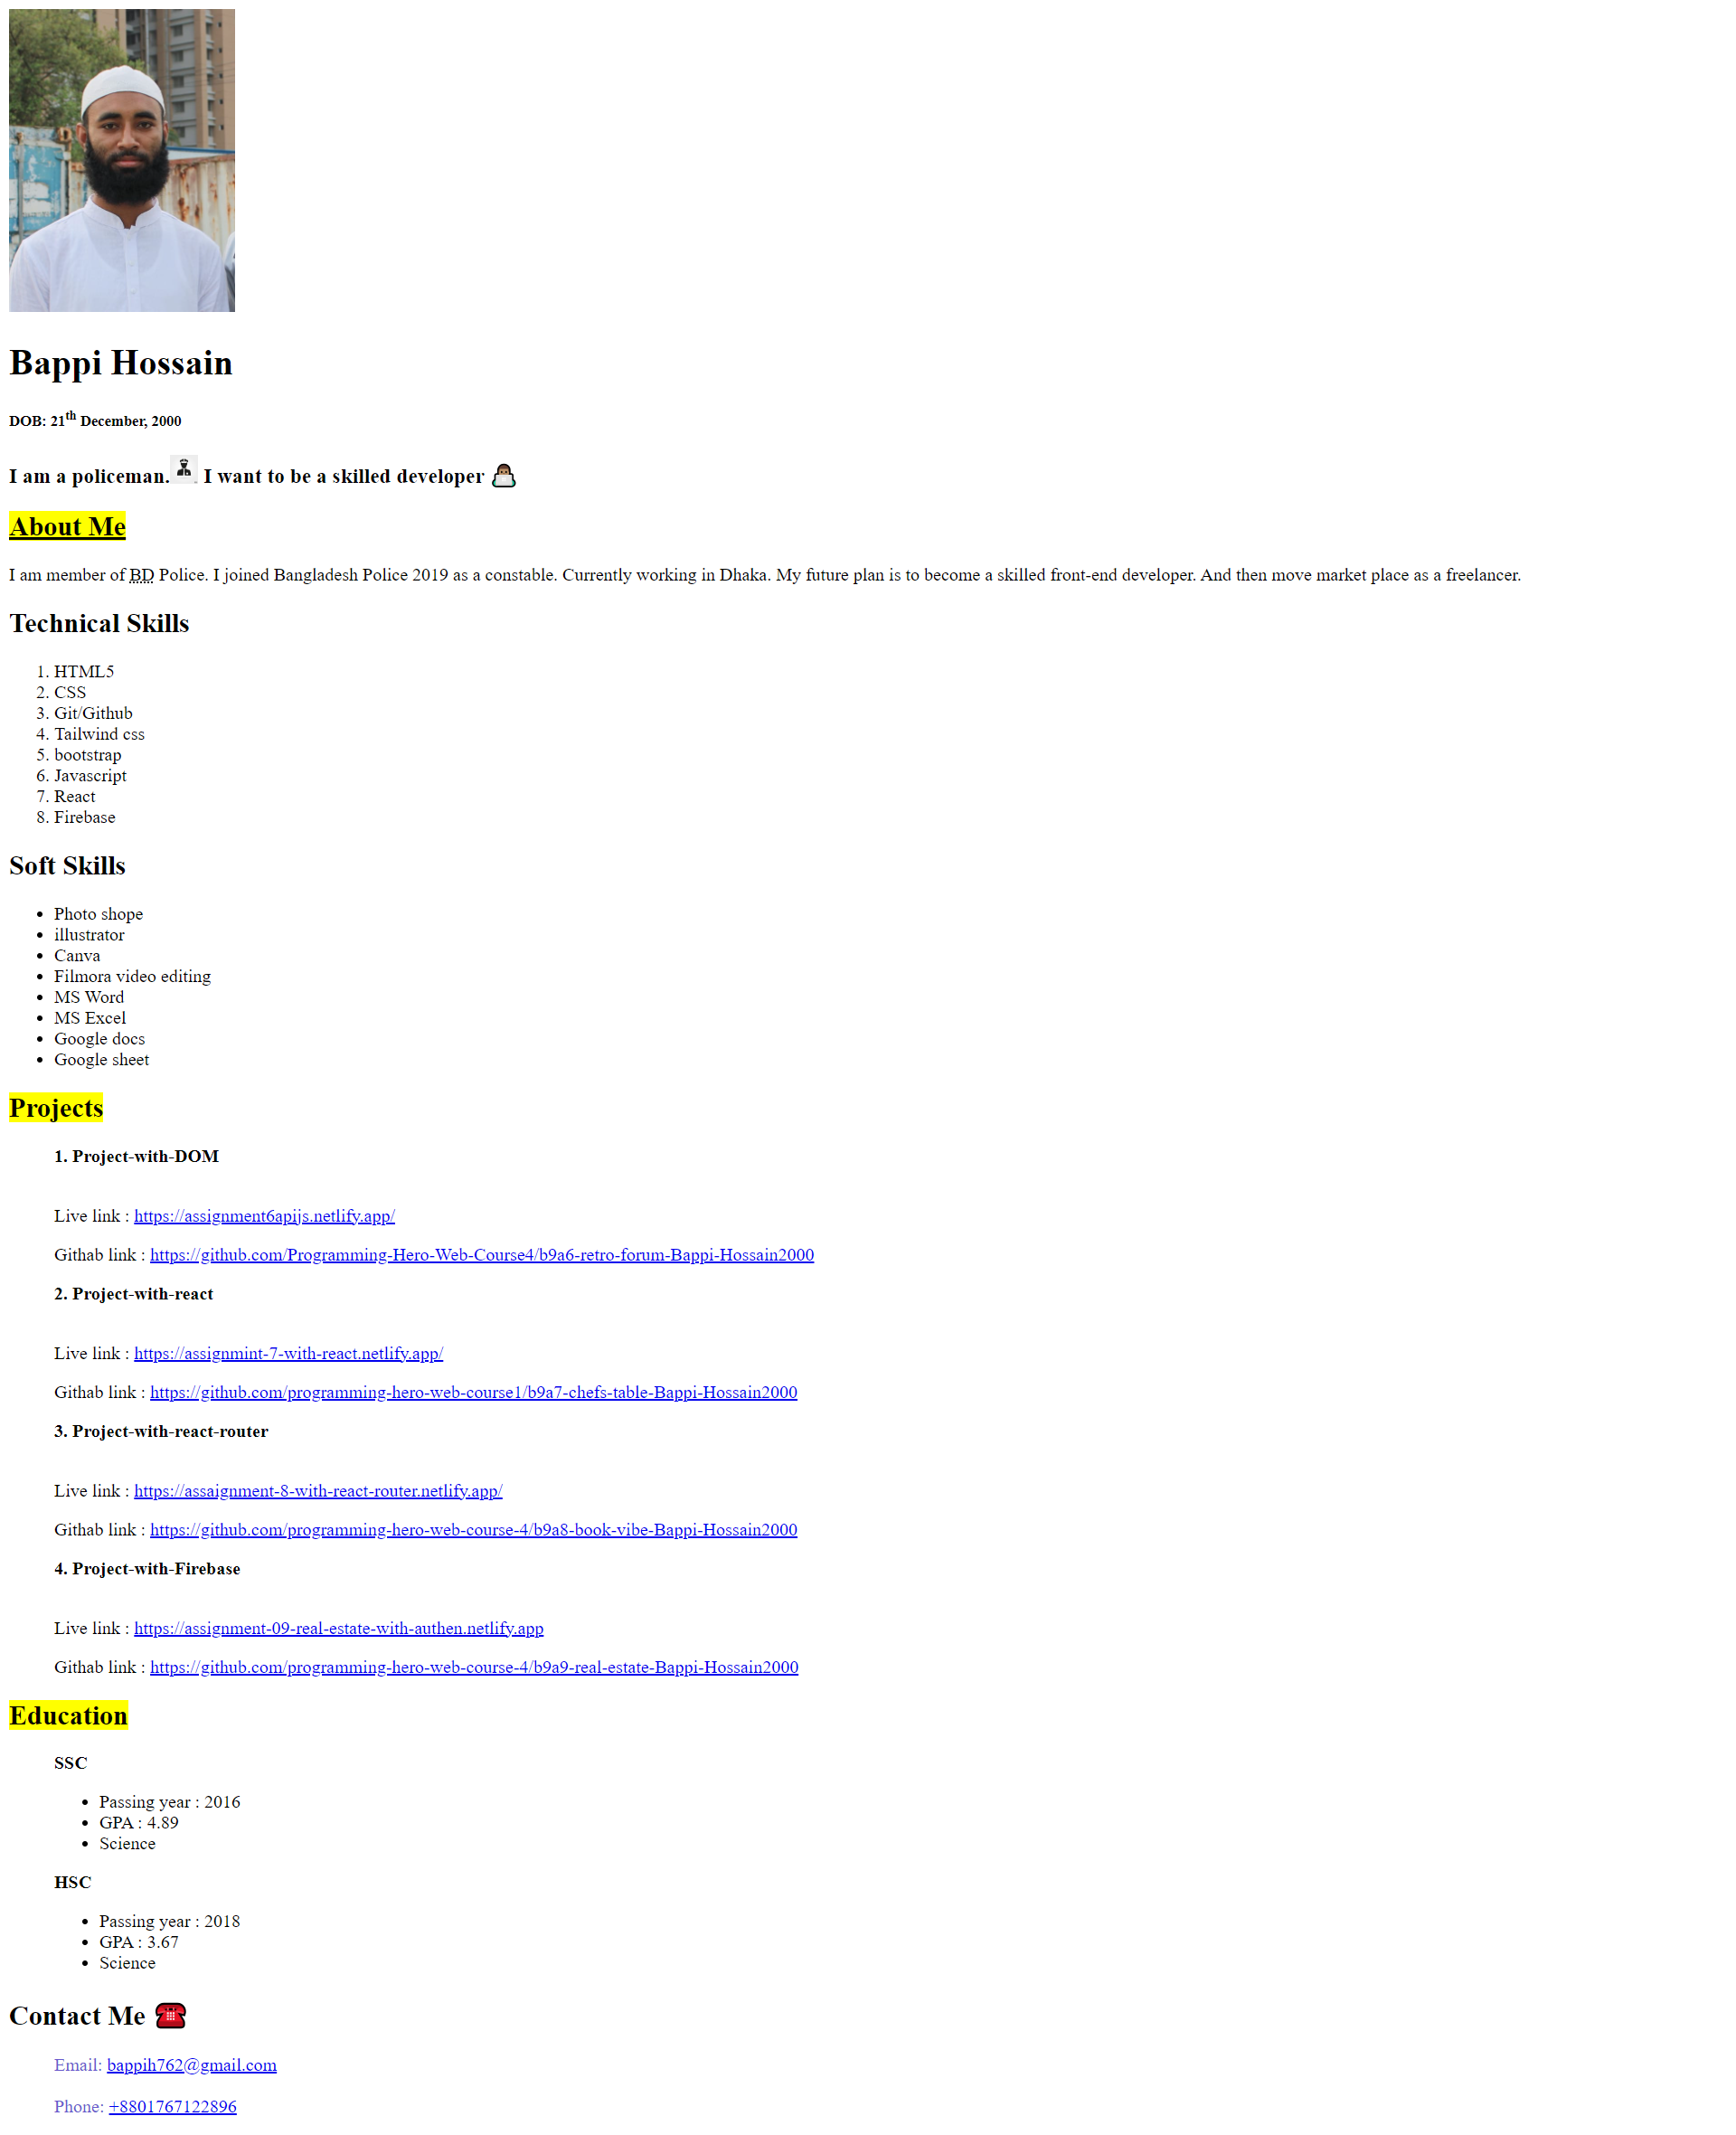 Bappi Hossain
DOB: 21th December, 2000
I am a policeman. I want to be a skilled developer
About Me
I am member of BD Police. I joined Bangladesh Police 2019 as a constable. Currently working in Dhaka. My future plan is to become a skilled front-end developer. And then move market place as a freelancer.
Technical Skills
1. HTML5
2. CSS
3. Git/Github
4. Tailwind css
5. bootstrap
6. Javascript
7. React
8. Firebase
Soft Skills
• Photo shope
• illustrator
• Canva
• Filmora video editing
• MS Word
• MS Excel
• Google docs
• Google sheet
Projects
1. Project-with-DOM
Live link : https://assignment6apijs.netlify.app/
Githab link : https://github.com/Programming-Hero-Web-Course4/b9a6-retro-forum-Bappi-Hossain2000
2. Project-with-react
Live link : https://assignmint-7-with-react.netlify.app/
Githab link : https://github.com/programming-hero-web-course1/b9a7-chefs-table-Bappi-Hossain2000
3. Project-with-react-router
Live link : https://assaignment-8-with-react-router.netlify.app/
Githab link : https://github.com/programming-hero-web-course-4/b9a8-book-vibe-Bappi-Hossain2000
4. Project-with-Firebase
Live link : https://assignment-09-real-estate-with-authen.netlify.app
Githab link : https://github.com/programming-hero-web-course-4/b9a9-real-estate-Bappi-Hossain2000
Education
SSC
• Passing year : 2016
• GPA : 4.89
• Science
HSC
• Passing year : 2018
• GPA : 3.67
• Science
Contact Me
Email: bappih762@gmail.com
Phone: +8801767122896